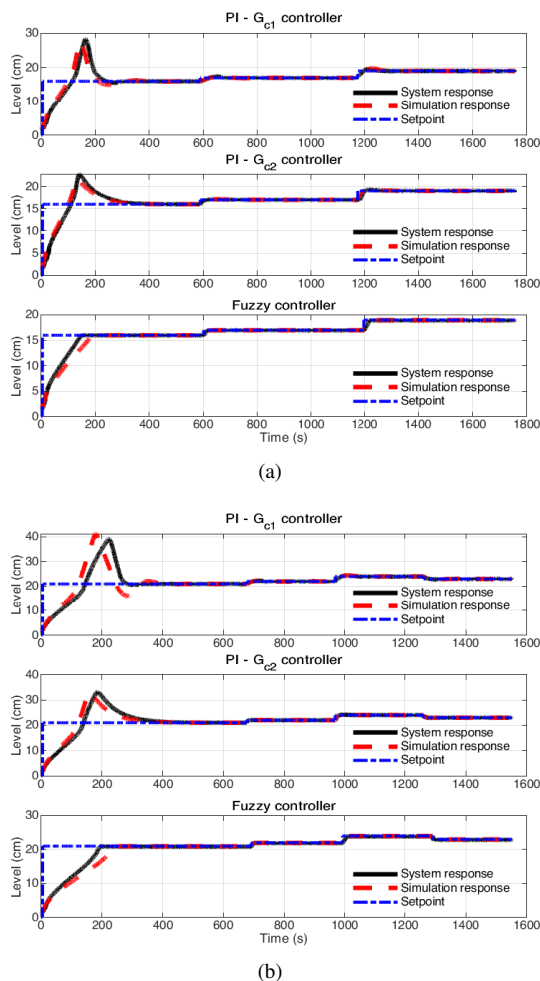 PI - Gc1 controller
Level (cm)
30
20
10
0
0 200 400 600 800 1000 1200 1400 1600 1800
System response
Simulation response
Setpoint
PI - Gc2 controller
Level (cm)
20
15
10
5
0
0 200 400 600 800 1000 1200 1400 1600 1800
System response
Simulation response
Setpoint
Fuzzy controller
Level (cm)
20
15
10
5
0
0 200 400 600 800 1000 1200 1400 1600 1800
System response
Simulation response
Setpoint
Time (s)
(a)
PI - Gc1 controller
Level (cm)
40
30
20
10
0
0 200 400 600 800 1000 1200 1400 1600
System response
Simulation response
Setpoint
PI - Gc2 controller
Level (cm)
40
30
20
10
0
0 200 400 600 800 1000 1200 1400 1600
System response
Simulation response
Setpoint
Fuzzy controller
Level (cm)
30
20
10
0
0 200 400 600 800 1000 1200 1400 1600
System response
Simulation response
Setpoint
Time (s)
(b)